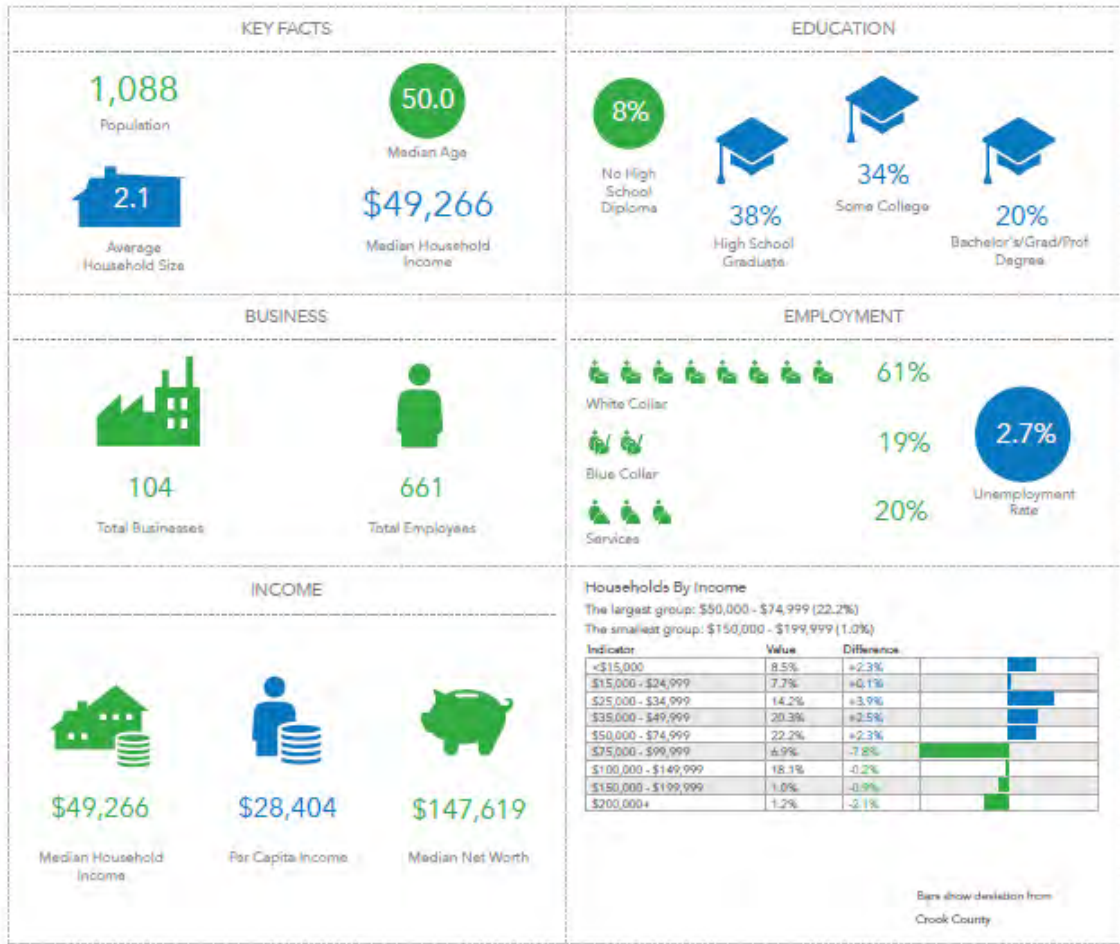 KEY FACTS
1,088
Population
50.0
Median Age
2.1
Average
Household Size
$49,266
Median Household
Income
EDUCATION
8%
No High
School
Diploma
38%
High School
Graduate
34%
Some College
20%
Bachelor's/Grad/Prof
Degree
BUSINESS
104
Total Businesses
661
Total Employees
EMPLOYMENT
61%
White Collar
19%
Blue Collar
20%
Services
2.7%
Unemployment
Rate
INCOME
$49,266
Median Household
Income
$28,404
Per Capita Income
$147,619
Median Net Worth
Households By Income
The largest group: $50,000 - $74,999 (22.2%)
The smallest group: $150,000 - $199,999 (1.0%)
Indicator Value Difference
<$15,000 8.5% +2.3%
$15,000 - $24,999 7.7% +0.1%
$25,000 - $34,999 14.2% +3.9%
$35,000 - $49,999 20.3% +2.5%
$50,000 - $74,999 22.2% +2.3%
$75,000 - $99,999 6.9% -7.8%
$100,000 - $149,999 18.1% -0.2%
$150,000 - $199,999 1.0% -0.9%
$200,000+ 1.2% -2.1%
Bars show deviation from
Crook County